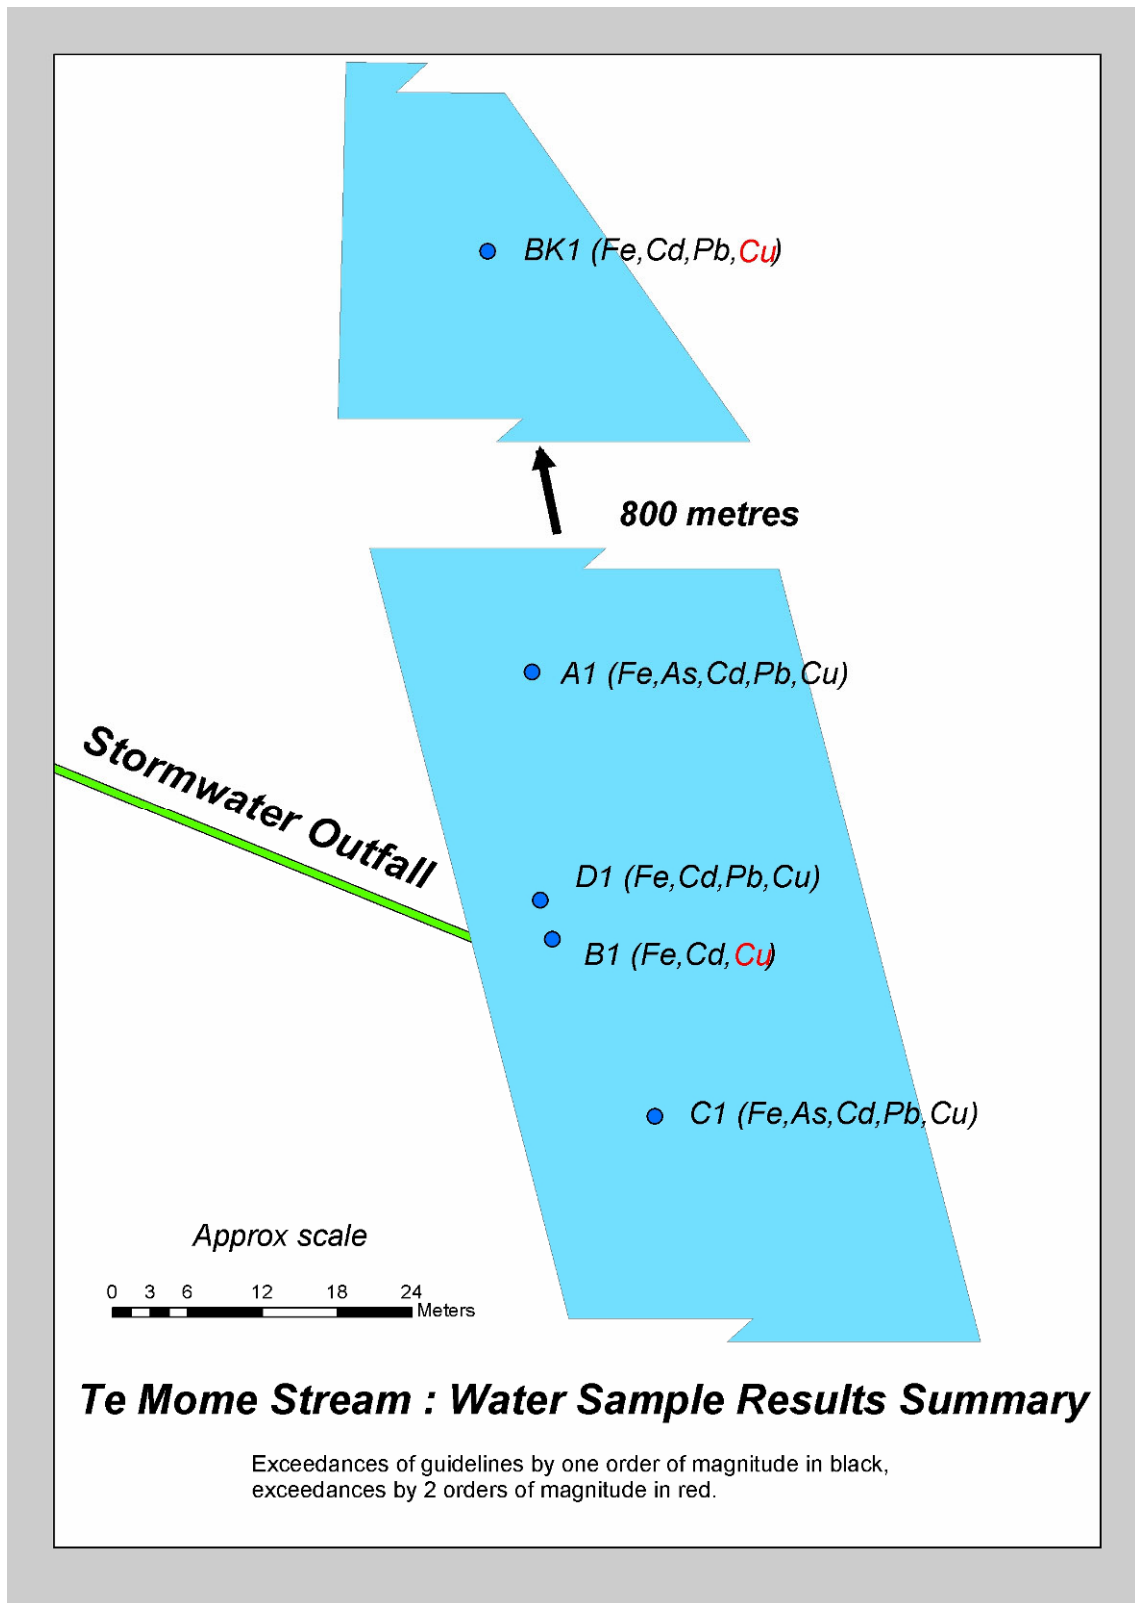 BK1 (Fe,Cd,Pb,Cu)
800 metres
A1 (Fe,As,Cd,Pb,Cu)
Stormwater Outfall
D1 (Fe,Cd,Pb,Cu)
B1 (Fe,Cd,Cu)
C1 (Fe,As,Cd,Pb,Cu)
Approx scale
0 3 6 12 18 24
Meters
Te Mome Stream : Water Sample Results Summary
Exceedances of guidelines by one order of magnitude in black,
exceedances by 2 orders of magnitude in red.